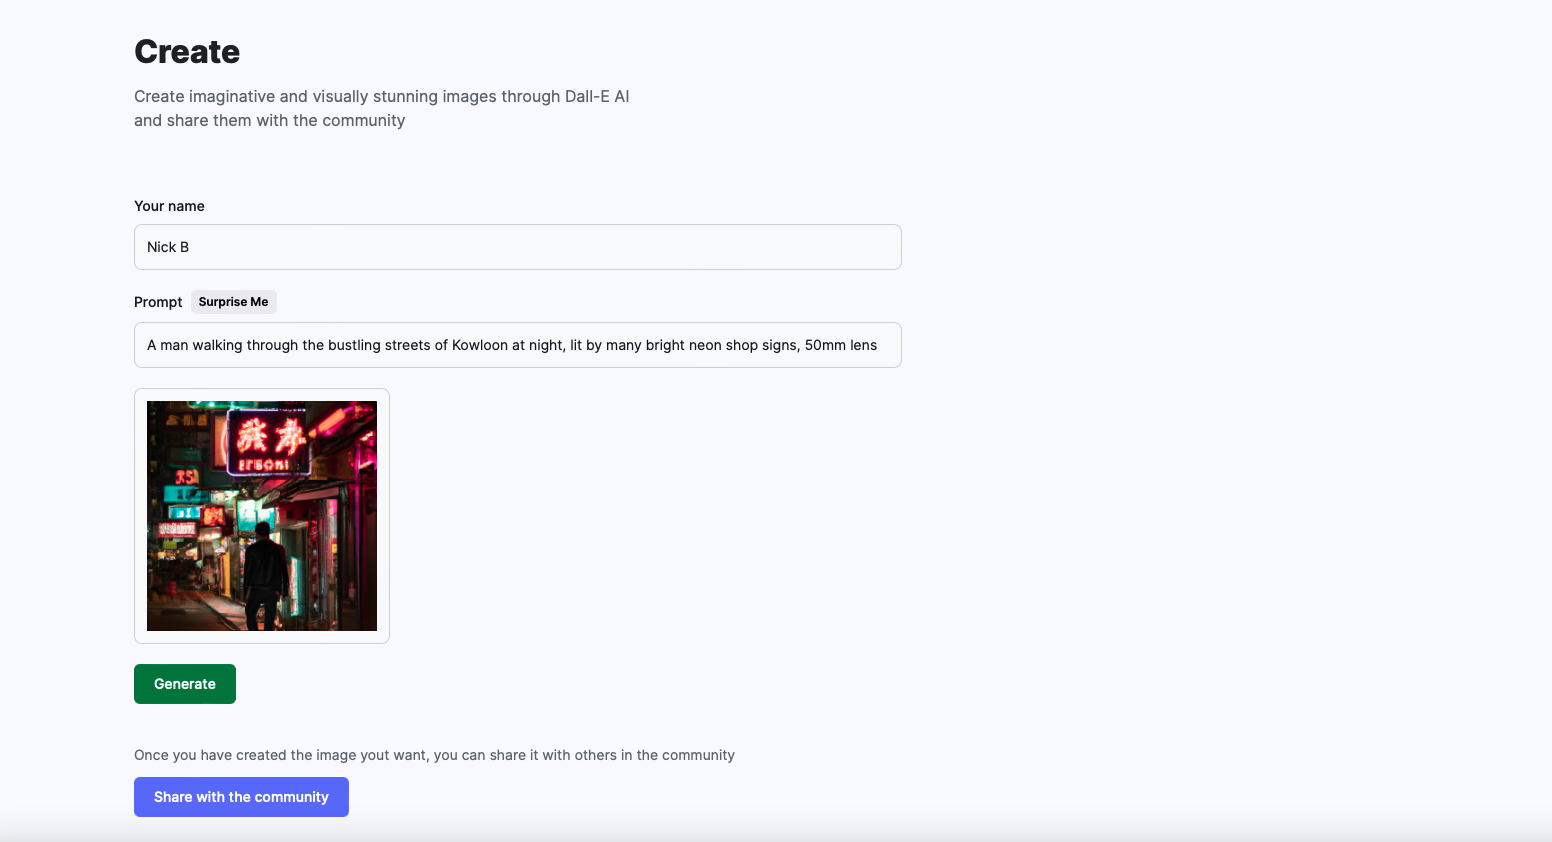 Create
Create imaginative and visually stunning images through Dall-E AI
and share them with the community
Your name
Nick B
Prompt Surprise Me
A man walking through the bustling streets of Kowloon at night, lit by many bright neon shop signs, 50mm lens
Generate
Once you have created the image yout want, you can share it with others in the community
Share with the community